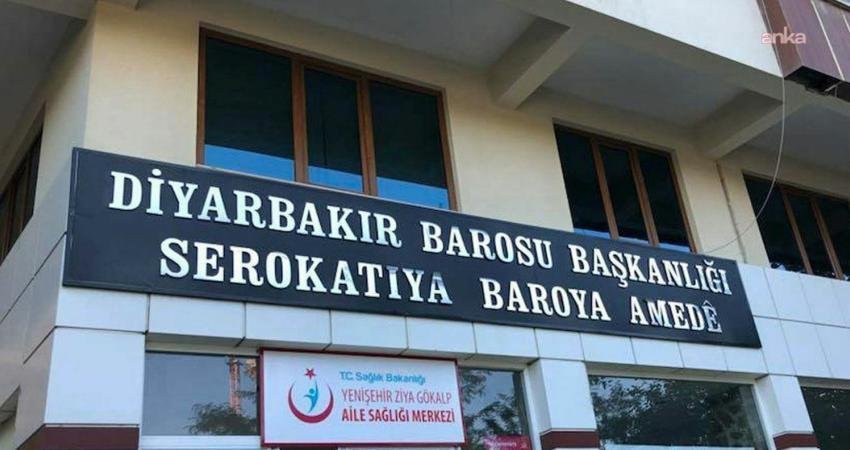 anka
DİYARBAKIR BAROSU BAŞKANLIĞI
SEROKATIYA BAROYA AMEDÊ
T.C. Sağlık Bakanlığı
YENİŞEHİR ZİYA GÖKALP
AİLE SAĞLIĞI MERKEZİ